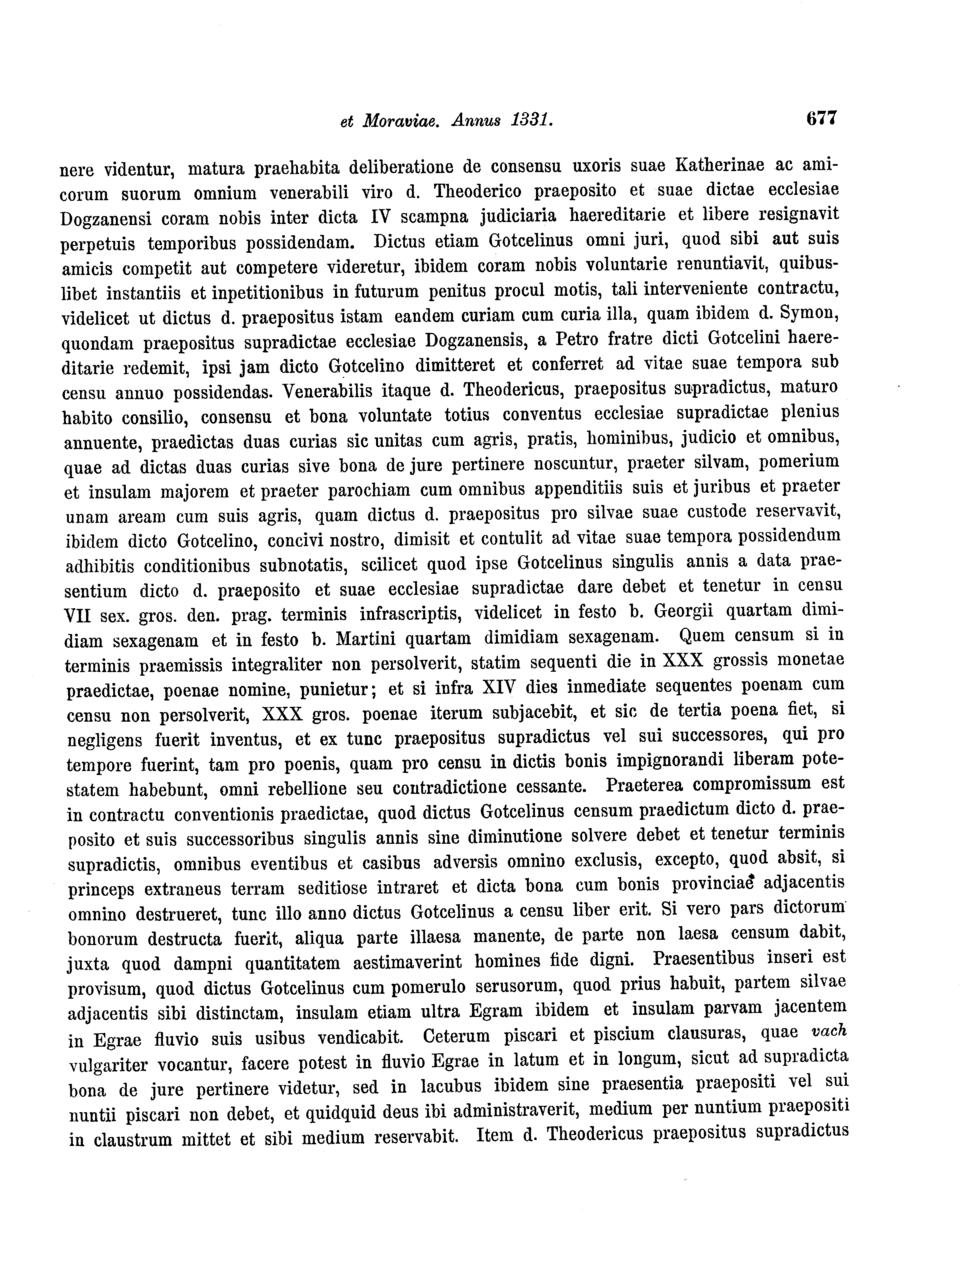 et Moraviae. Annus 1331. 677
nere videntur, matura praehabita deliberatione de consensu uxoris suae Katherinae ac ami-
corum suorum omnium venerabili viro d. Theoderico praeposito et suae dictae ecclesiae
Dogzanensi coram nobis inter dicta IV scampna judiciaria haereditarie et libere resignavit
perpetuis temporibus possidendam. Dictus etiam Gotcelinus omni juri, quod sibi aut suis
amicis competit aut competere videretur, ibidem coram nobis voluntarie renuntiavit, quibus-
libet instantiis et inpetitionibus in futurum penitus procul motis, tali interveniente contractu,
videlicet ut dictus d. praepositus istam eandem curiam cum curia illa, quam ibidem d. Symon,
quondam praepositus supradictae ecclesiae Dogzanensis, a Petro fratre dicti Gotcelini haere-
ditarie redemit, ipsi jam dicto Gotcelino dimitteret et conferret ad vitae suae tempora sub
censu annuo possidendas. Venerabilis itaque d. Theodericus, praepositus supradictus, maturo
habito consilio, consensu et bona voluntate totius conventus ecclesiae supradictae plenius
annuente, praedictas duas curias sic unitas cum agris, pratis, hominibus, judicio et omnibus,
quae ad dictas duas curias sive bona de jure pertinere noscuntur, praeter silvam, pomerium
et insulam majorem et praeter parochiam cum omnibus appenditiis suis et juribus et praeter
unam aream cum suis agris, quam dictus d. praepositus pro silvae suae custode reservavit,
ibidem dicto Gotcelino, concivi nostro, dimisit et contulit ad vitae suae tempora possidendum
adhibitis conditionibus subnotatis, scilicet quod ipse Gotcelinus singulis annis a data prae-
sentium dicto d. praeposito et suae ecclesiae supradictae dare debet et tenetur in censu
VII sex. gros. den. prag. terminis infrascriptis, videlicet in festo b. Georgii quartam dimi-
diam sexagenam et in festo b. Martini quartam dimidiam sexagenam. Quem censum si in
terminis praemissis integraliter non persolverit, statim sequenti die in XXX grossis monetae
praedictae, poenae nomine, punietur; et si infra XIV dies inmediate sequentes poenam cum
censu non persolverit, XXX gros. poenae iterum subjacebit, et sic de tertia poena fiet, si
negligens fuerit inventus, et ex tunc praepositus supradictus vel sui successores, qui pro
tempore fuerint, tam pro poenis, quam pro censu in dictis bonis impignorandi liberam pote-
statem habebunt, omni rebellione seu contradictione cessante. Praeterea compromissum est
in contractu conventionis praedictae, quod dictus Gotcelinus censum praedictum dicto d. prae-
posito et suis successoribus singulis annis sine diminutione solvere debet et tenetur terminis
supradictis, omnibus eventibus et casibus adversis omnino exclusis, excepto, quod absit, si
princeps extraneus terram seditiose intraret et dicta bona cum bonis provinciae adjacentis
omnino destrueret, tunc illo anno dictus Gotcelinus a censu liber erit. Si vero pars dictorum
bonorum destructa fuerit, aliqua parte illaesa manente, de parte non laesa censum dabit,
juxta quod dampni quantitatem aestimaverint homines fide digni. Praesentibus inseri est
provisum, quod dictus Gotcelinus cum pomerulo serusorum, quod prius habuit, partem silvae
adjacentis sibi distinctam, insulam etiam ultra Egram ibidem et insulam parvam jacentem
in Egrae fluvio suis usibus vendicabit. Ceterum piscari et piscium clausuras, quae vach
vulgariter vocantur, facere potest in fluvio Egrae in latum et in longum, sicut ad supradicta
bona de jure pertinere videtur, sed in lacubus ibidem sine praesentia praepositi vel sui
nuntii piscari non debet, et quidquid deus ibi administraverit, medium per nuntium praepositi
in claustrum mittet et sibi medium reservabit. Item d. Theodericus praepositus supradictus